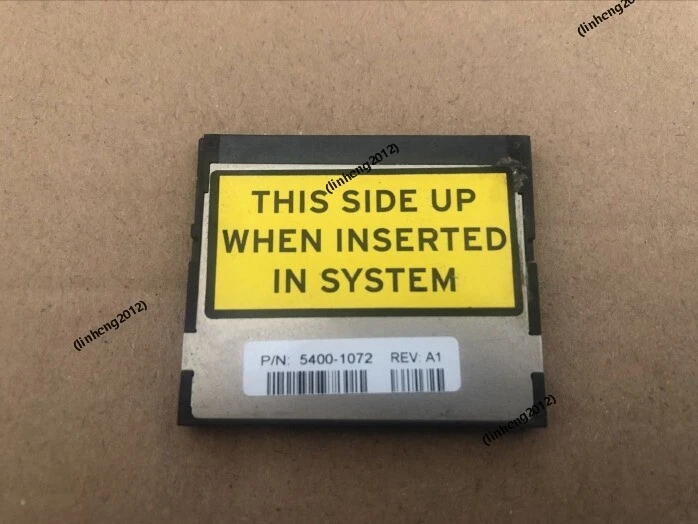 (linheng2012)
(linheng2012)
THIS SIDE UP
WHEN INSERTED
IN SYSTEM
(linheng2012)
P/N: 5400-1072 REV: A1
(linheng2012)